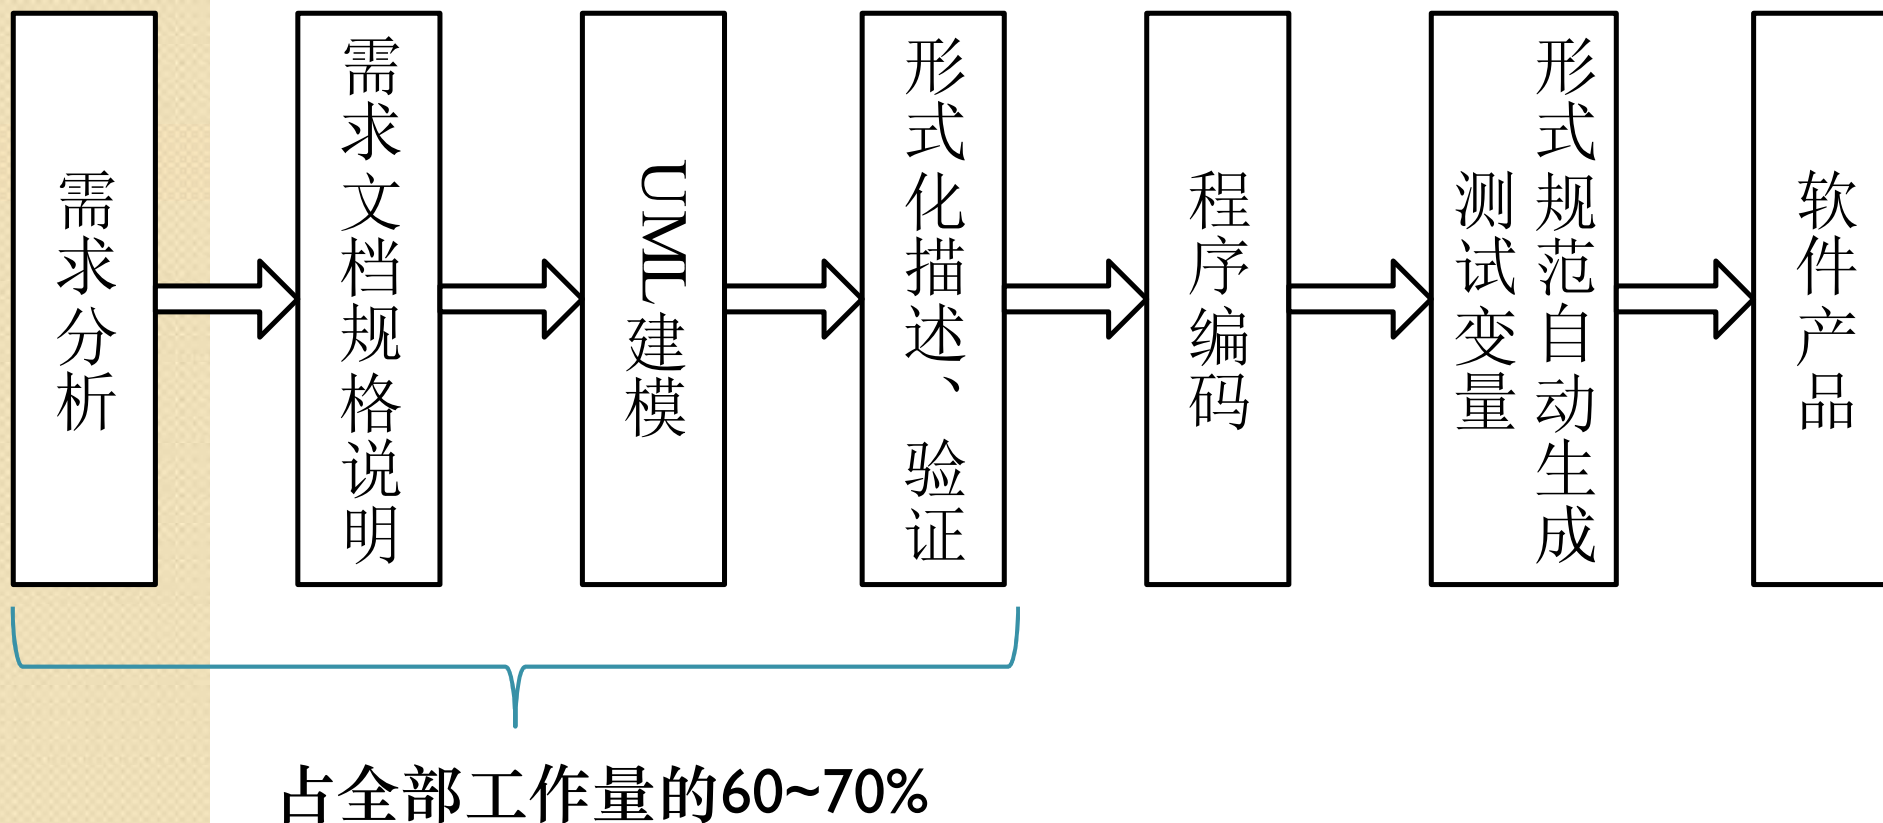 需求分析
需求文档规格说明
UML建模
形式化描述、验证
程序编码
形式规范自动生成
测试变量
软件产品
占全部工作量的60~70%